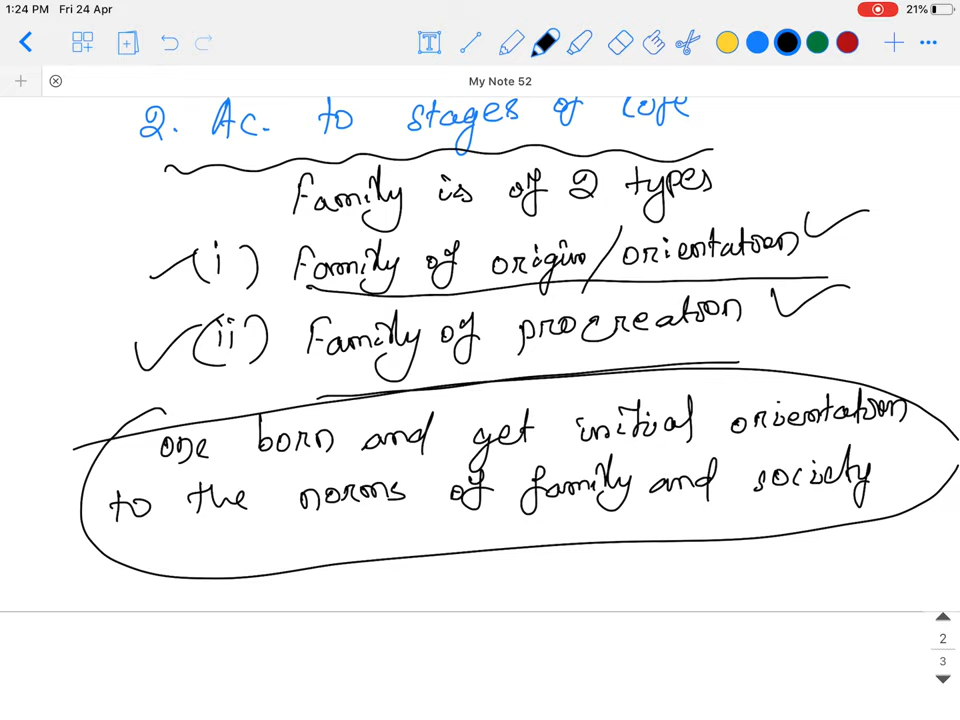 1:24 PM Fri 24 Apr 21%
My Note 52
2. Ac. to stages of Life
Family is of 2 types
(i) Family of origin/orientation
(ii) Family of procreation
one born and get initial orientation
to the norms of family and society
2
3